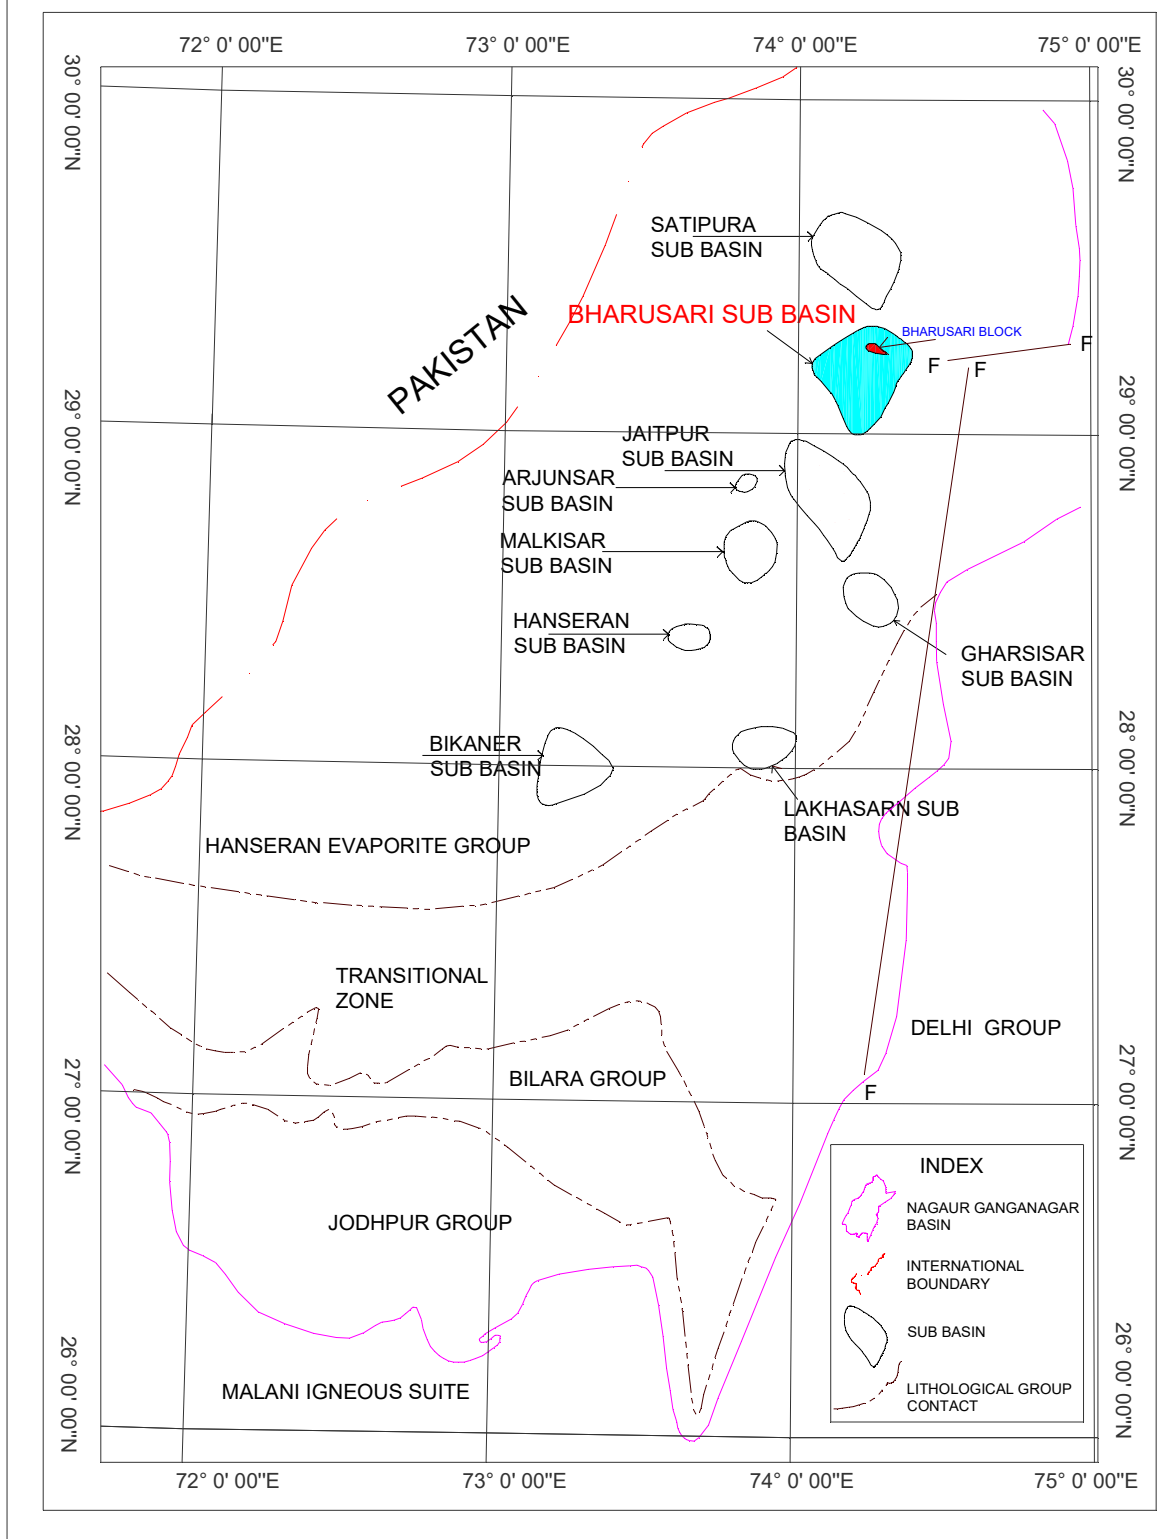 72° 0' 00"E
73° 0' 00"E
74° 0' 00"E
75° 0' 00"E
30° 00' 00"N
30° 00' 00"N
SATIPURA
SUB BASIN
BHARUSARI SUB BASIN
BHARUSARI BLOCK
PAKISTAN
F
F
F
29° 00' 00"N
29° 00' 00"N
JAITPUR
SUB BASIN
ARJUNSAR
SUB BASIN
MALKISAR
SUB BASIN
HANSERAN
SUB BASIN
GHARSISAR
SUB BASIN
28° 00' 00"N
28° 00' 00"N
BIKANER
SUB BASIN
LAKHASARN SUB
BASIN
HANSERAN EVAPORITE GROUP
TRANSITIONAL
ZONE
DELHI GROUP
27° 00' 00"N
27° 00' 00"N
BILARA GROUP
F
JODHPUR GROUP
INDEX
NAGAUR GANGANAGAR
BASIN
INTERNATIONAL
BOUNDARY
SUB BASIN
LITHOLOGICAL GROUP
CONTACT
26° 00' 00"N
26° 00' 00"N
MALANI IGNEOUS SUITE
72° 0' 00"E
73° 0' 00"E
74° 0' 00"E
75° 0' 00"E